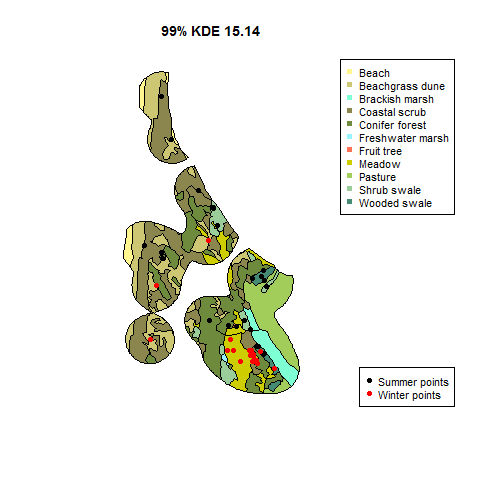 99% KDE 15.14
Beach
Beachgrass dune
Brackish marsh
Coastal scrub
Conifer forest
Freshwater marsh
Fruit tree
Meadow
Pasture
Shrub swale
Wooded swale
Summer points
Winter points